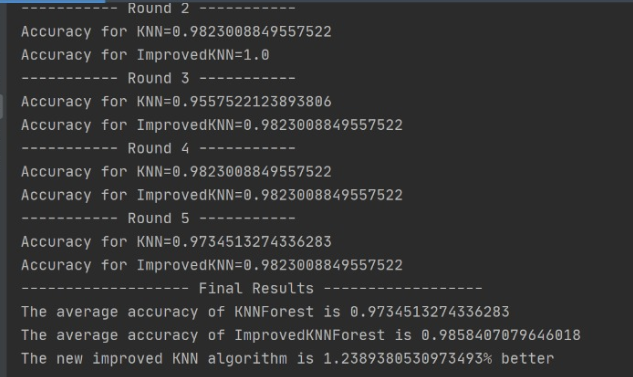 ----------- Round 2 -----------
Accuracy for KNN=0.9823008849557522
Accuracy for ImprovedKNN=1.0
----------- Round 3 -----------
Accuracy for KNN=0.9557522123893806
Accuracy for ImprovedKNN=0.9823008849557522
----------- Round 4 -----------
Accuracy for KNN=0.9823008849557522
Accuracy for ImprovedKNN=0.9823008849557522
----------- Round 5 -----------
Accuracy for KNN=0.9734513274336283
Accuracy for ImprovedKNN=0.9823008849557522
------------------- Final Results ------------------
The average accuracy of KNNForest is 0.9734513274336283
The average accuracy of ImprovedKNNForest is 0.9858407079646018
The new improved KNN algorithm is 1.2389380530973493% better